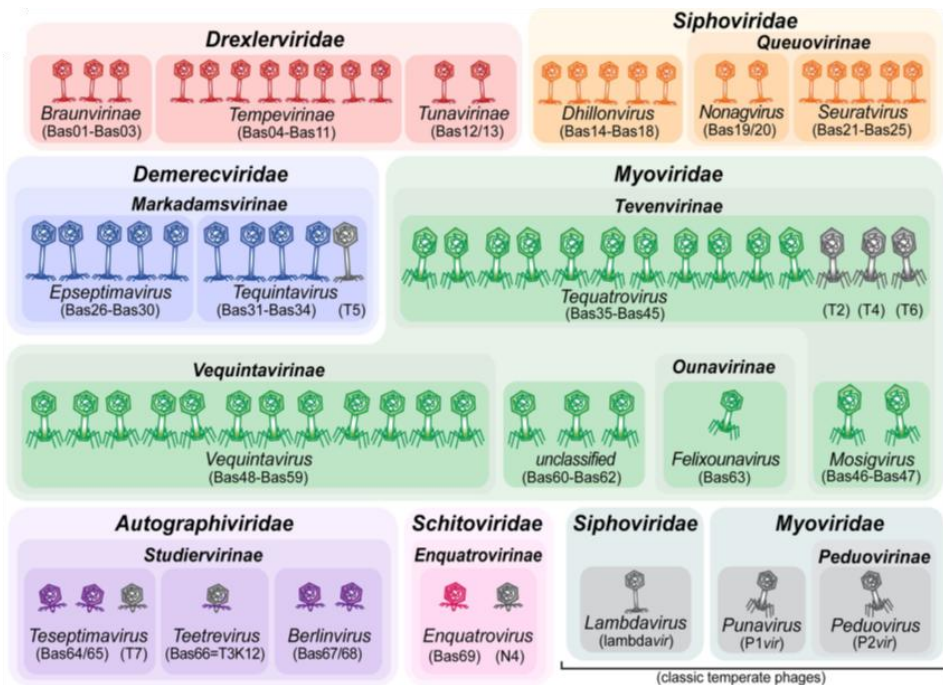 Drexlerviridae
Braunvirinae
(Bas01-Bas03)
Tempevirinae
(Bas04-Bas11)
Tunavirinae
(Bas12/13)
Siphoviridae
Queuovirinae
Dhillonvirus
(Bas14-Bas18)
Nonagvirus
(Bas19/20)
Seuratvirus
(Bas21-Bas25)
Demerecviridae
Markadamsvirinae
Epseptimavirus
(Bas26-Bas30)
Tequintavirus
(Bas31-Bas34)
(T5)
Myoviridae
Tevenvirinae
Tequatrovirus
(Bas35-Bas45)
(T2)
(T4)
(T6)
Vequintavirinae
Vequintavirus
(Bas48-Bas59)
unclassified
(Bas60-Bas62)
Ounavirinae
Felixounavirus
(Bas63)
Mosigvirus
(Bas46-Bas47)
Autographiviridae
Studiervirinae
Teseptimavirus
(Bas64/65)
(T7)
Teetrevirus
(Bas66=T3K12)
Berlinvirus
(Bas67/68)
Schitoviridae
Enquatrovirinae
Enquatrovirus
(Bas69)
(N4)
Siphoviridae
Lambdavirus
(lambdavir)
Myoviridae
Punavirus
(P1vir)
Peduovirinae
Peduovirus
(P2vir)
(classic temperate phages)